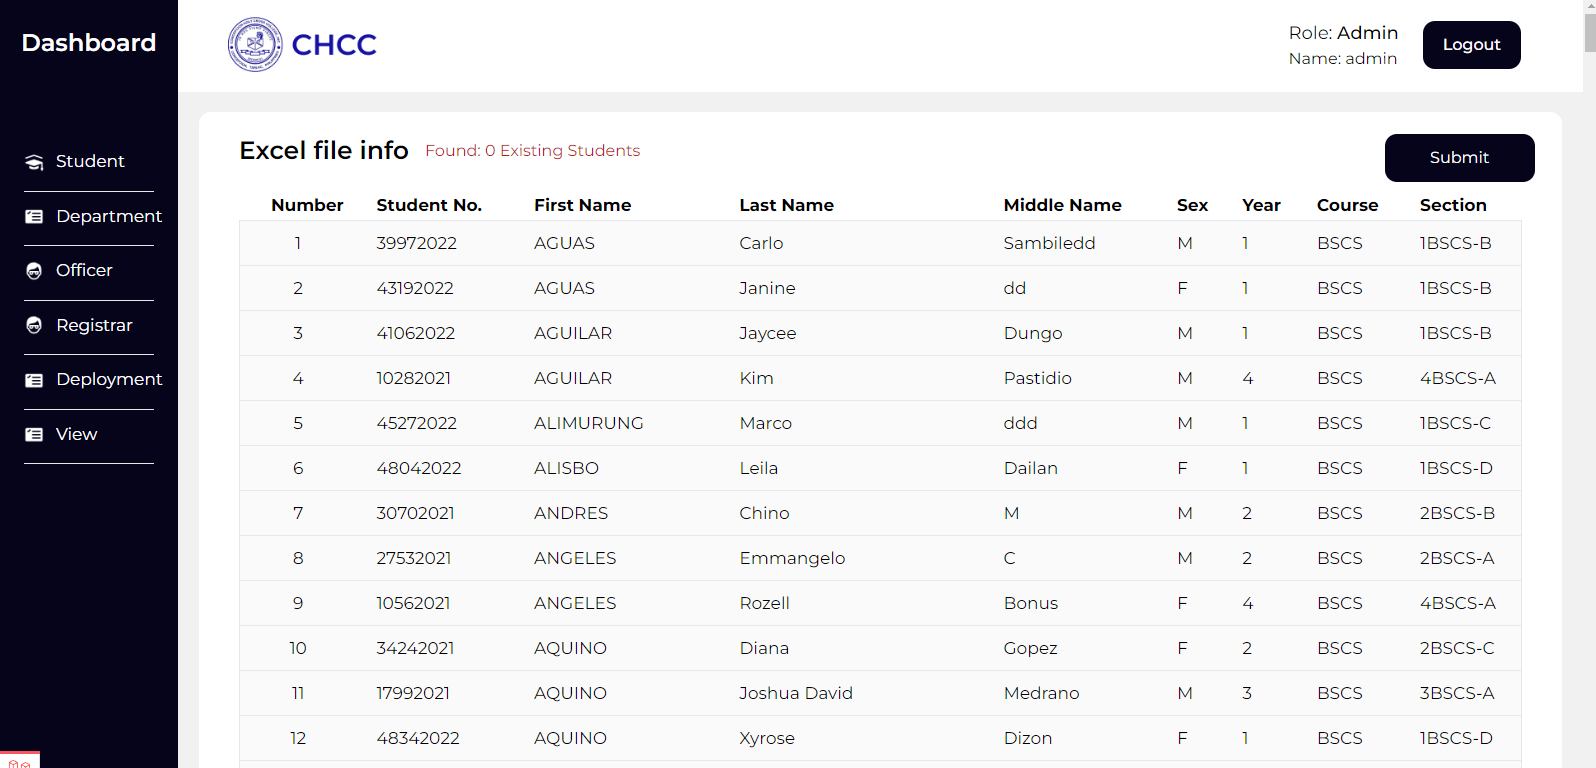 Dashboard
CHCC
Role: Admin
Name: admin
Logout
Student
Department
Officer
Registrar
Deployment
View
Excel file info Found: 0 Existing Students
Submit
Number Student No. First Name Last Name Middle Name Sex Year Course Section
1 39972022 AGUAS Carlo Sambiledd M 1 BSCS 1BSCS-B
2 43192022 AGUAS Janine dd F 1 BSCS 1BSCS-B
3 41062022 AGUILAR Jaycee Dungo M 1 BSCS 1BSCS-B
4 10282021 AGUILAR Kim Pastidio M 4 BSCS 4BSCS-A
5 45272022 ALIMURUNG Marco ddd M 1 BSCS 1BSCS-C
6 48042022 ALISBO Leila Dailan F 1 BSCS 1BSCS-D
7 30702021 ANDRES Chino M M 2 BSCS 2BSCS-B
8 27532021 ANGELES Emmangelo C M 2 BSCS 2BSCS-A
9 10562021 ANGELES Rozell Bonus F 4 BSCS 4BSCS-A
10 34242021 AQUINO Diana Gopez F 2 BSCS 2BSCS-C
11 17992021 AQUINO Joshua David Medrano M 3 BSCS 3BSCS-A
12 48342022 AQUINO Xyrose Dizon F 1 BSCS 1BSCS-D